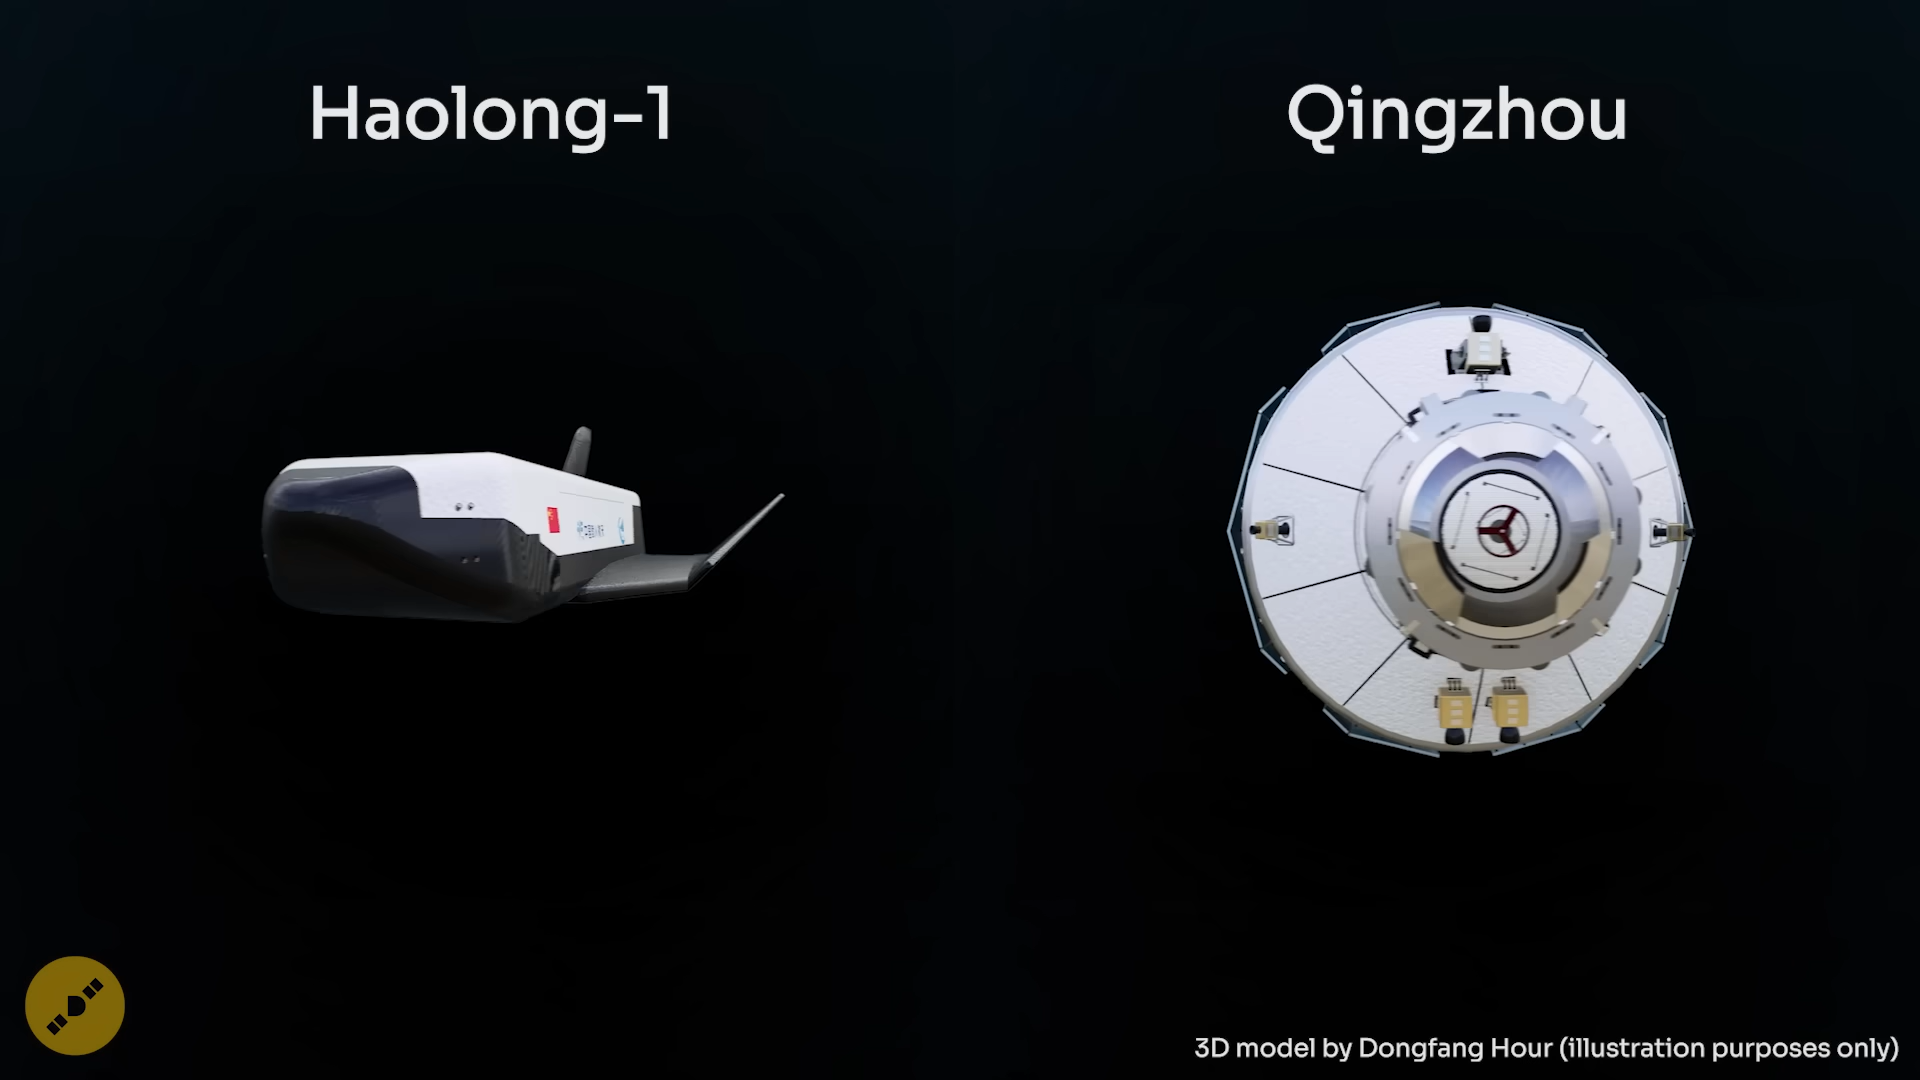 Haolong-1
Qingzhou
3D model by Dongfang Hour (illustration purposes only)